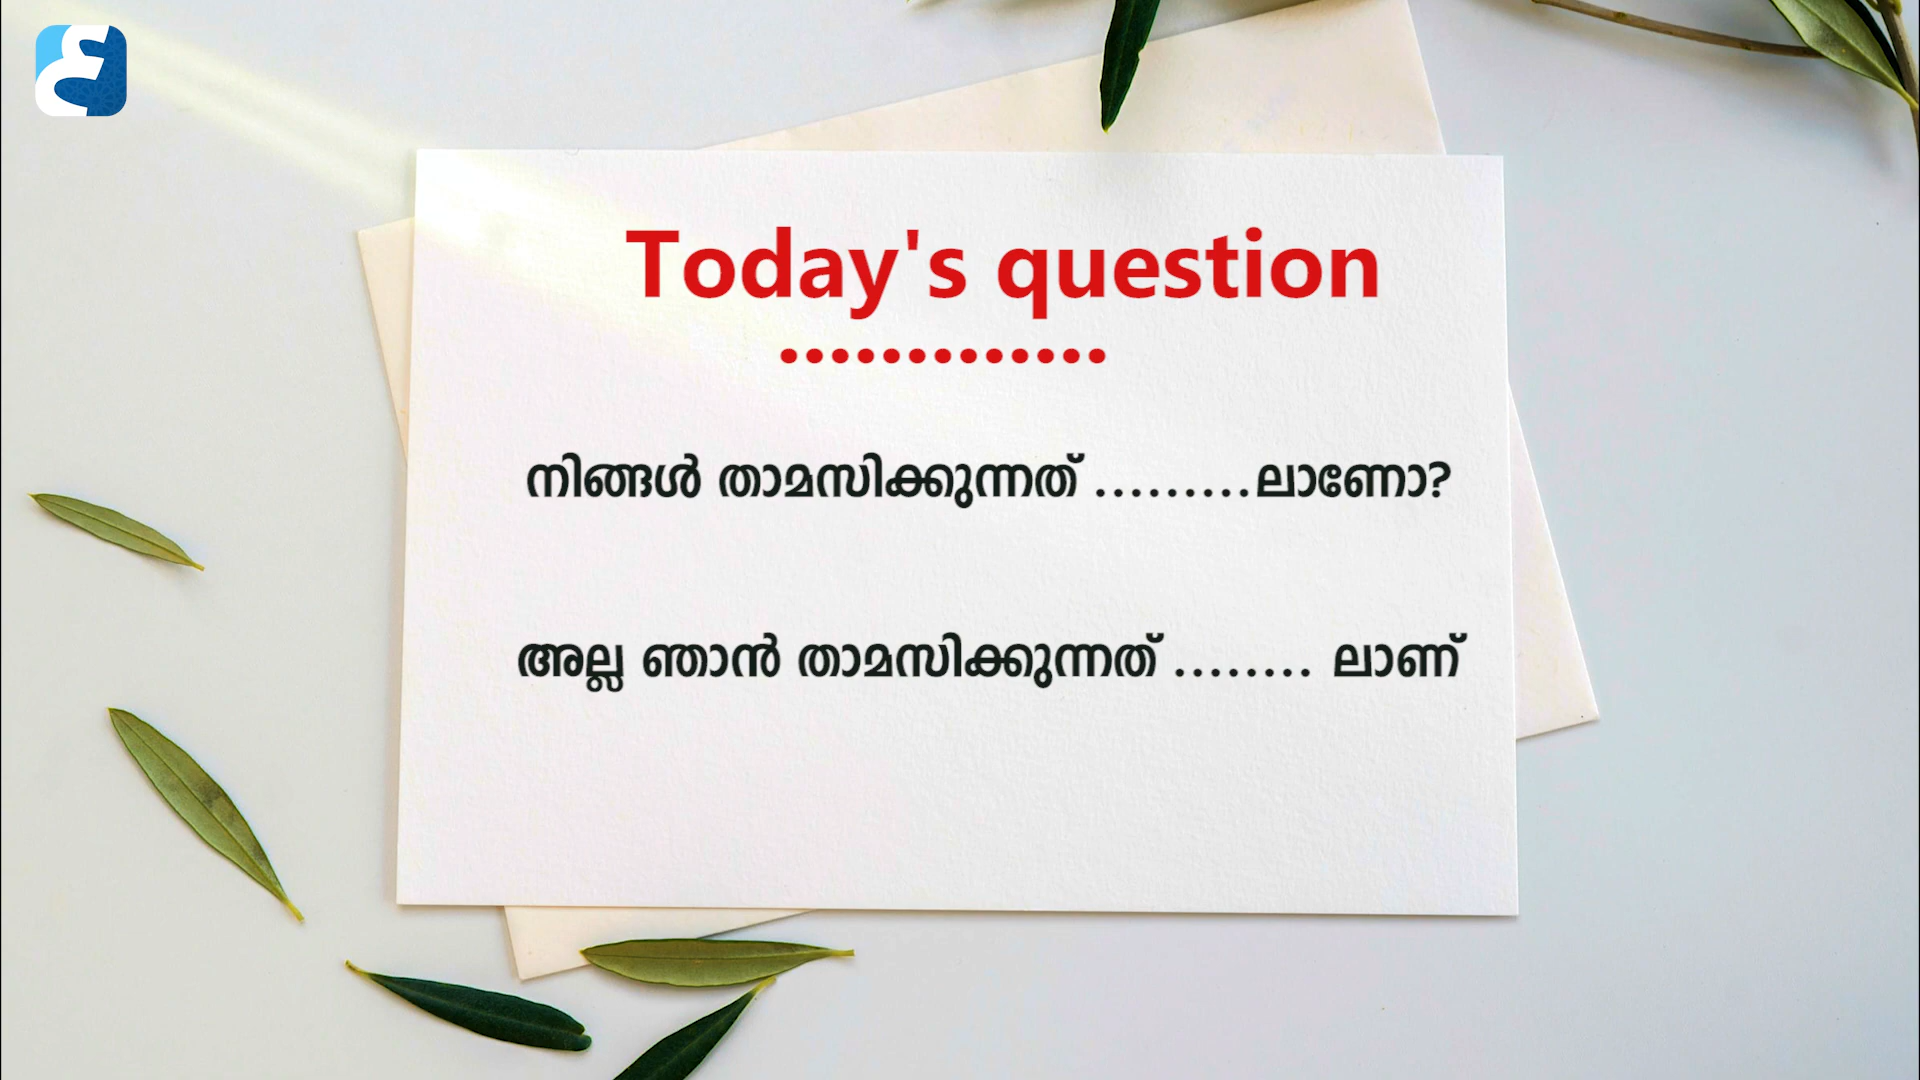 Today's question
.............
നിങ്ങൾ താമസിക്കുന്നത് .........ലാണോ?
അല്ല ഞാൻ താമസിക്കുന്നത് ........ ലാണ്